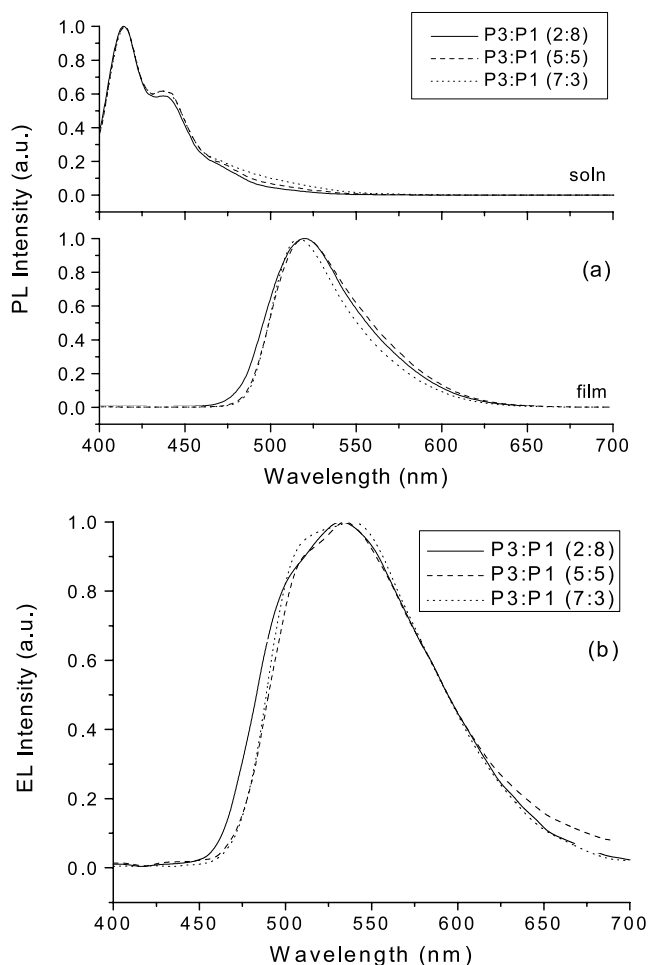 P3:P1 (2:8)
P3:P1 (5:5)
P3:P1 (7:3)
1.0
0.8
0.6
0.4
0.2
0.0
soln
PL Intensity (a.u.)
1.0
0.8
0.6
0.4
0.2
0.0
(a)
film
400 450 500 550 600 650 700
Wavelength (nm)
P3:P1 (2:8)
P3:P1 (5:5)
P3:P1 (7:3)
(b)
EL Intensity (a.u.)
1.0
0.8
0.6
0.4
0.2
0.0
400 450 500 550 600 650 700
Wavelength (nm)